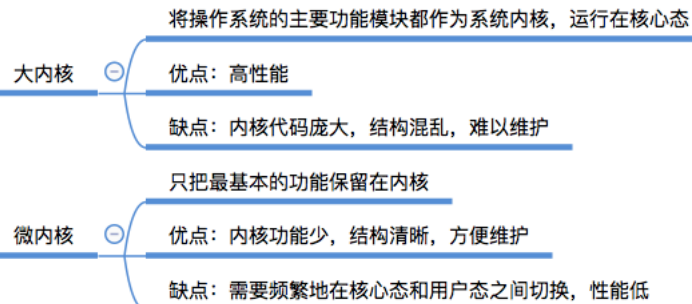 将操作系统的主要功能模块都作为系统内核，运行在核心态
大内核
优点：高性能
缺点：内核代码庞大，结构混乱，难以维护
只把最基本的功能保留在内核
微内核
优点：内核功能少，结构清晰，方便维护
缺点：需要频繁地在核心态和用户态之间切换，性能低